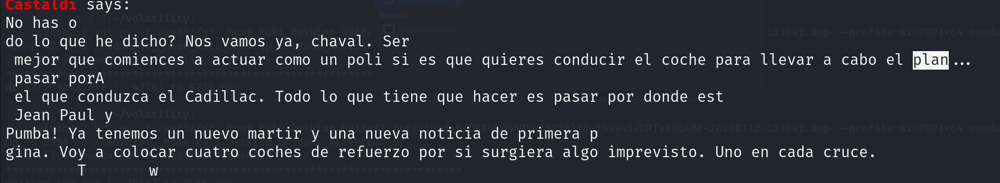 Castaldi says:
No has o
do lo que he dicho? Nos vamos ya, chaval. Ser
mejor que comiences a actuar como un poli si es que quieres conducir el coche para llevar a cabo el plan...
pasar porA
el que conduzca el Cadillac. Todo lo que tiene que hacer es pasar por donde est
Jean Paul y
Pumba! Ya tenemos un nuevo martir y una nueva noticia de primera p
gina. Voy a colocar cuatro coches de refuerzo por si surgiera algo imprevisto. Uno en cada cruce.
T w